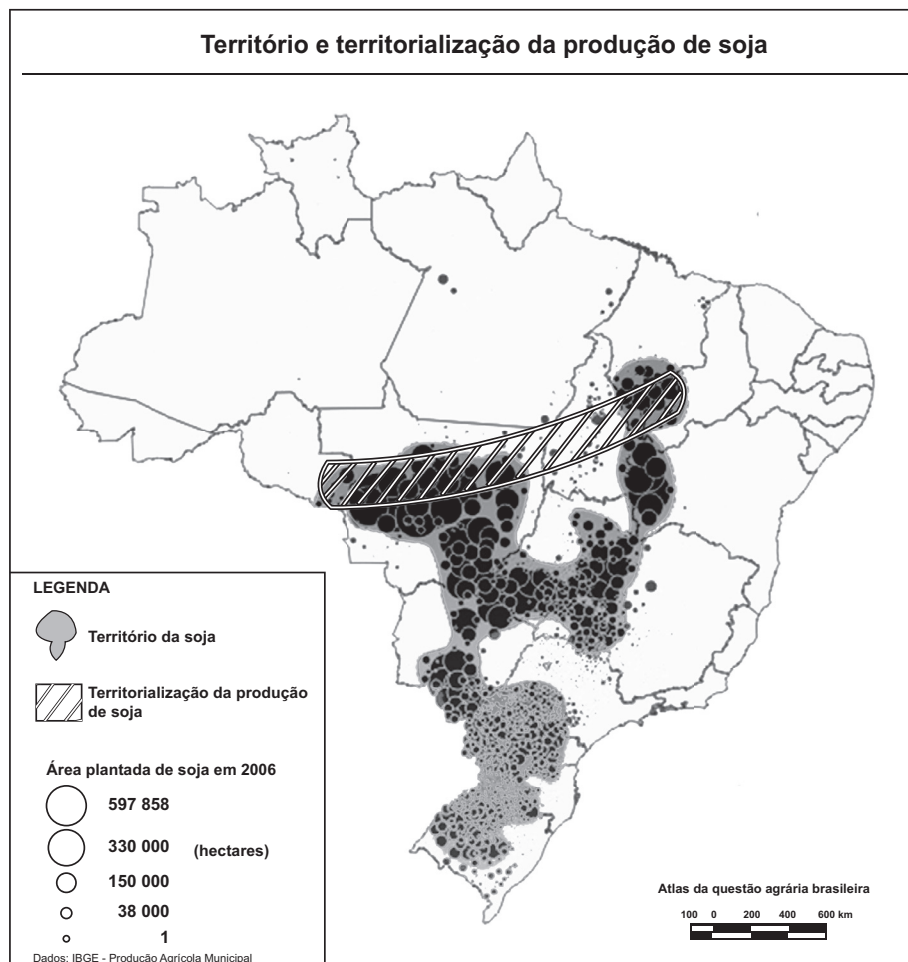 Território e territorialização da produção de soja
LEGENDA
Território da soja
Territorialização da produção
de soja
Área plantada de soja em 2006
597 858
330 000 (hectares)
150 000
38 000
1
Dados: IBGE - Produção Agrícola Municipal
Atlas da questão agrária brasileira
100 0 200 400 600 km